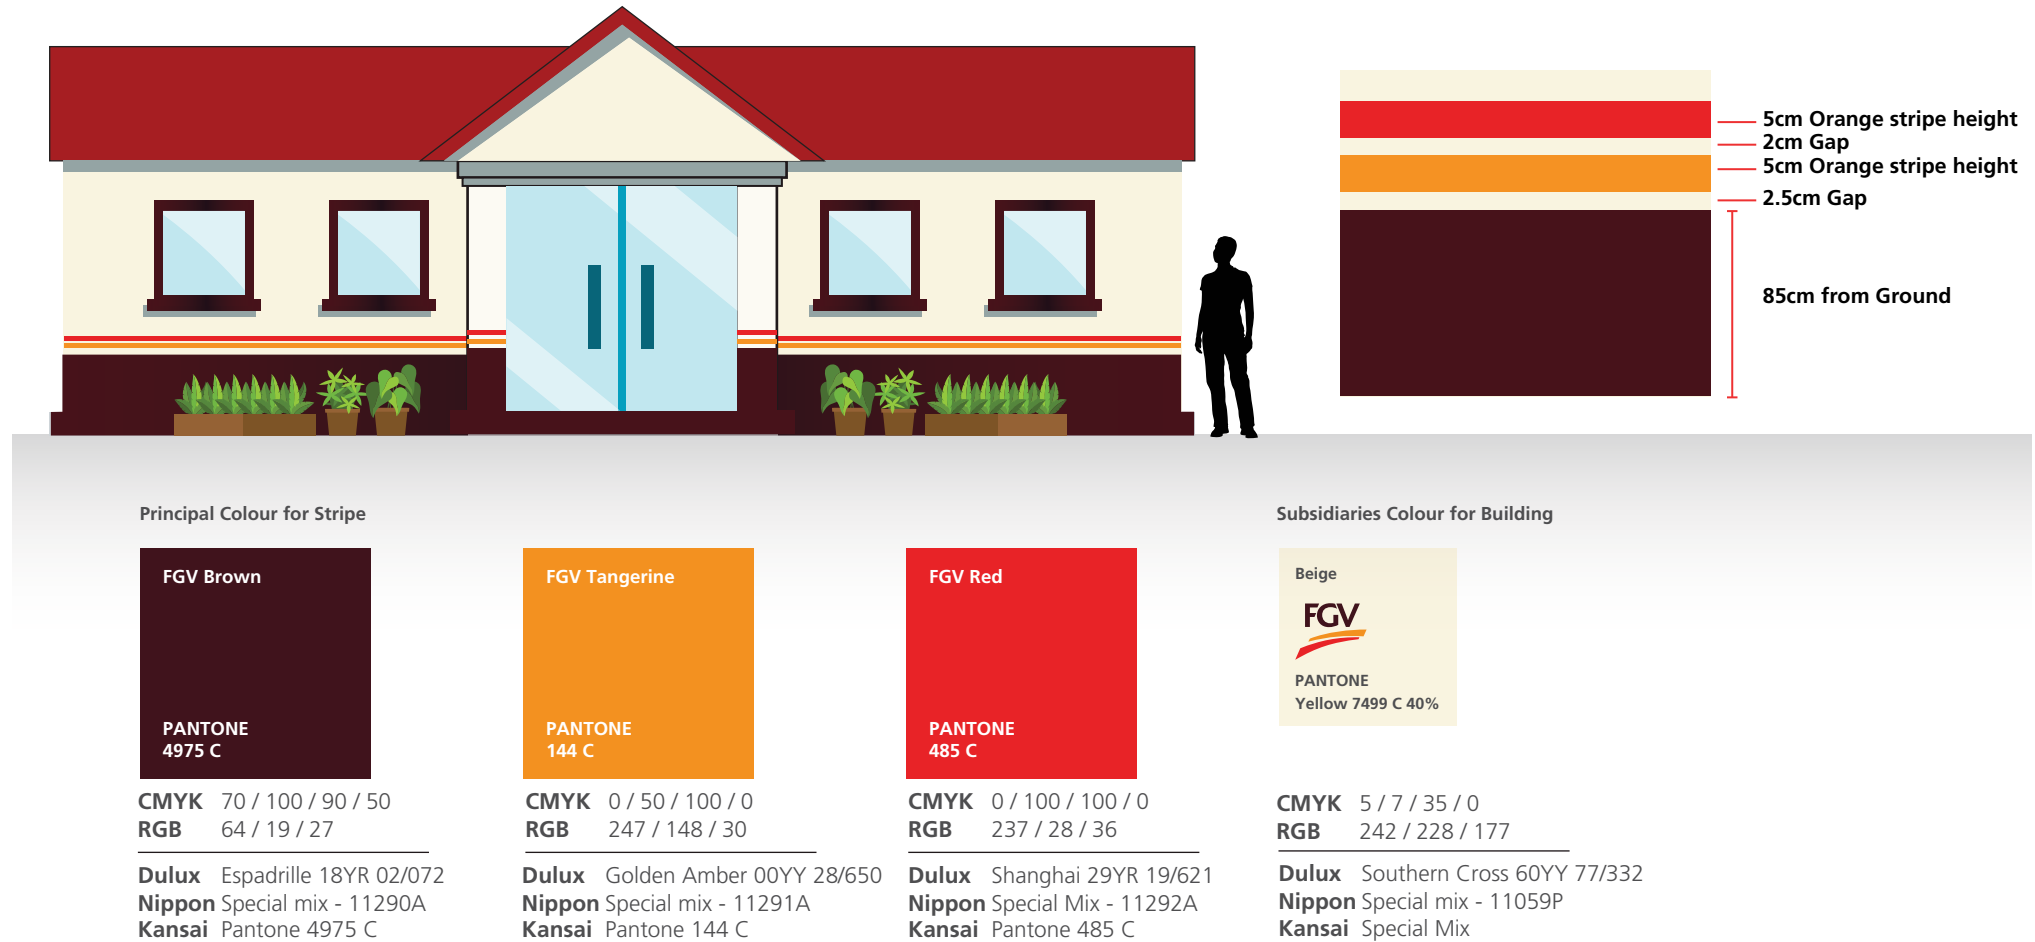 5cm Orange stripe height
2cm Gap
5cm Orange stripe height
2.5cm Gap
85cm from Ground
Principal Colour for Stripe
FGV Brown
PANTONE
4975 C
CMYK 70 / 100 / 90 / 50
RGB 64 / 19 / 27
Dulux Espadrille 18YR 02/072
Nippon Special mix - 11290A
Kansai Pantone 4975 C
FGV Tangerine
PANTONE
144 C
CMYK 0 / 50 / 100 / 0
RGB 247 / 148 / 30
Dulux Golden Amber 00YY 28/650
Nippon Special mix - 11291A
Kansai Pantone 144 C
FGV Red
PANTONE
485 C
CMYK 0 / 100 / 100 / 0
RGB 237 / 28 / 36
Dulux Shanghai 29YR 19/621
Nippon Special Mix - 11292A
Kansai Pantone 485 C
Subsidiaries Colour for Building
Beige
FGV
PANTONE
Yellow 7499 C 40%
CMYK 5 / 7 / 35 / 0
RGB 242 / 228 / 177
Dulux Southern Cross 60YY 77/332
Nippon Special mix - 11059P
Kansai Special Mix